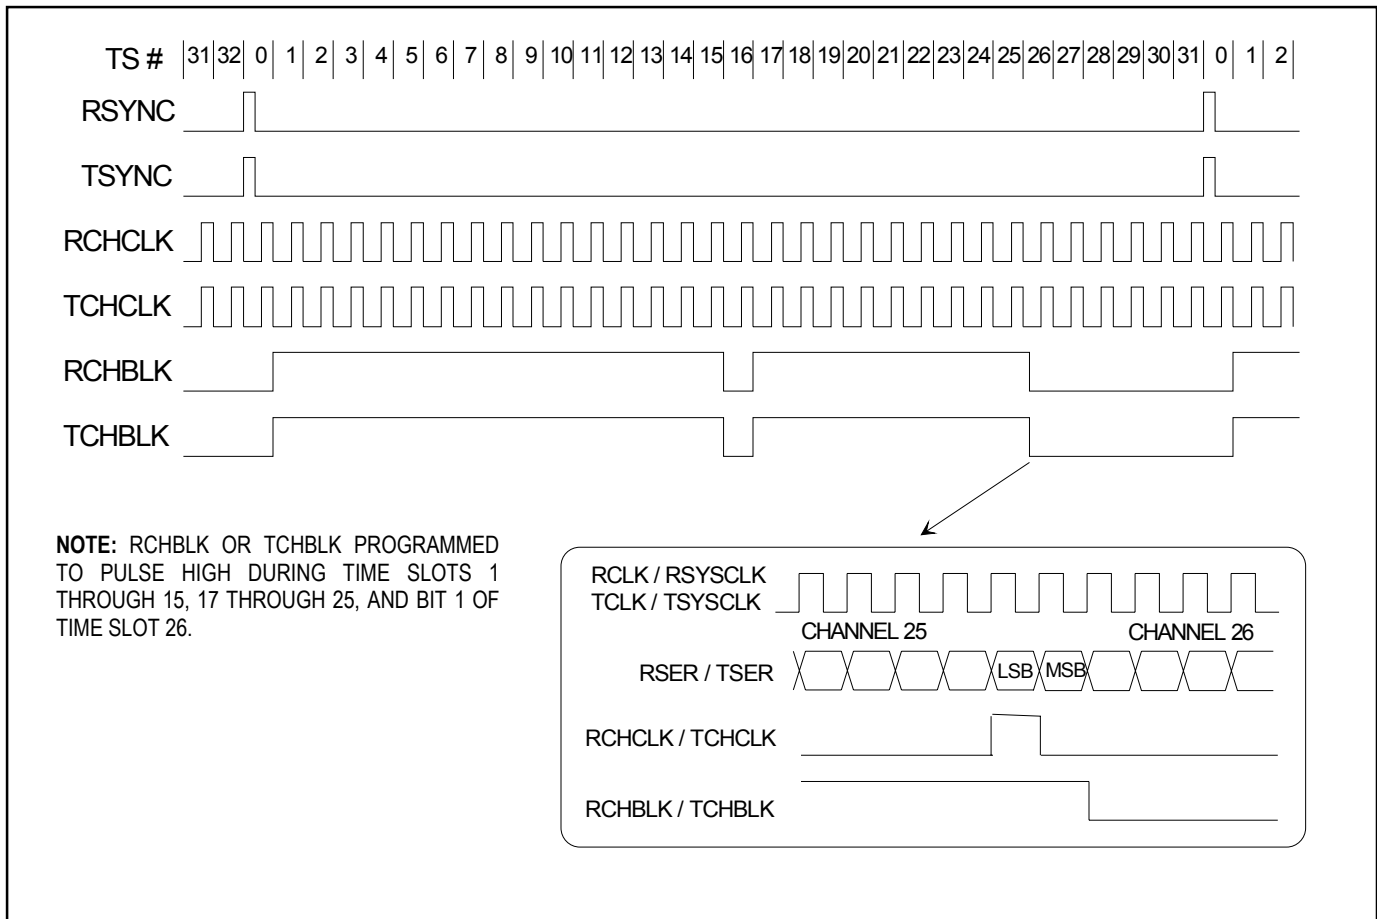 TS # 31 32 0 1 2 3 4 5 6 7 8 9 10 11 12 13 14 15 16 17 18 19 20 21 22 23 24 25 26 27 28 29 30 31 0 1 2
RSYNC
TSYNC
RCHCLK
TCHCLK
RCHBLK
TCHBLK
NOTE: RCHBLK OR TCHBLK PROGRAMMED
TO PULSE HIGH DURING TIME SLOTS 1
THROUGH 15, 17 THROUGH 25, AND BIT 1 OF
TIME SLOT 26.
RCLK / RSYSCLK
TCLK / TSYSCLK
CHANNEL 25 CHANNEL 26
RSER / TSER LSB MSB
RCHCLK / TCHCLK
RCHBLK / TCHBLK